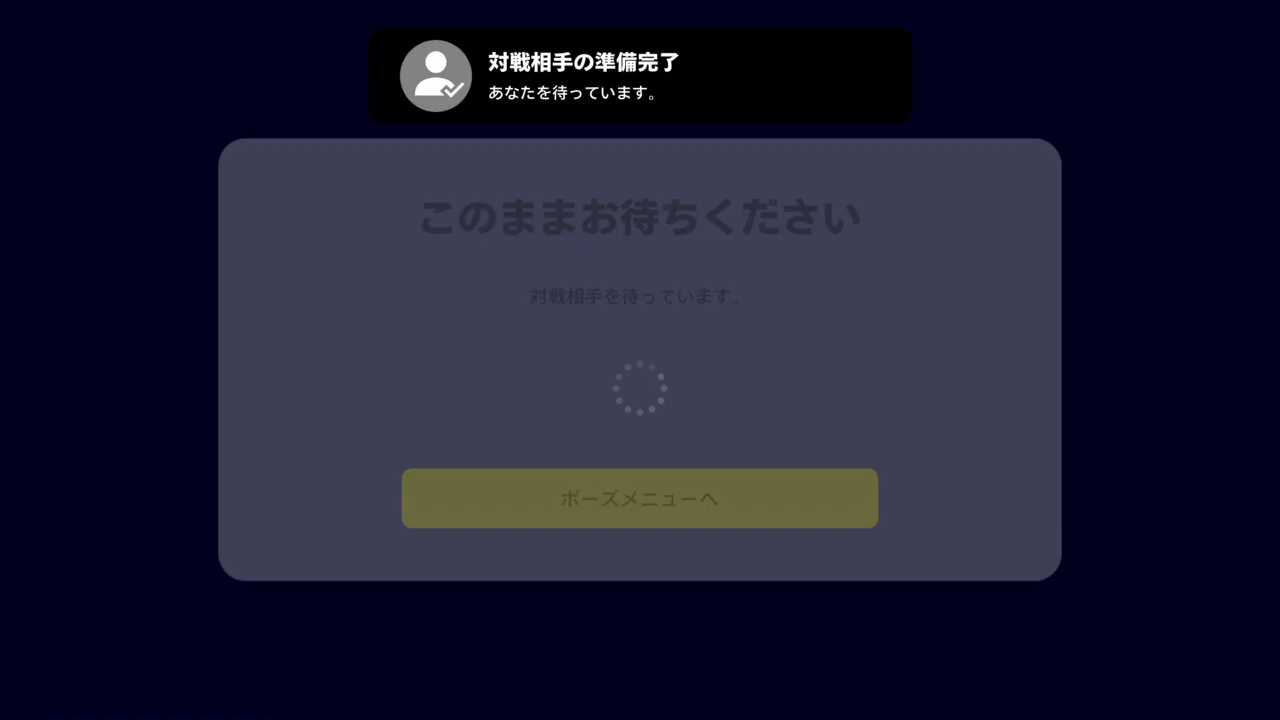 対戦相手の準備完了
あなたを待っています。
このままお待ちください
対戦相手を待っています。
ポーズメニューへ